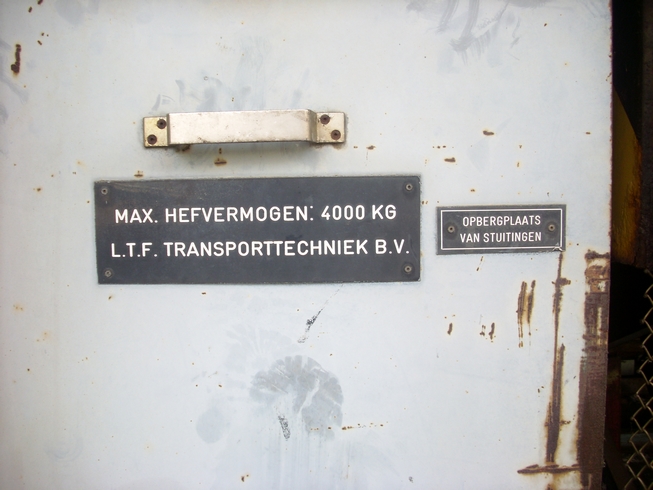 MAX. HEFVERMOGEN: 4000 KG
L.T.F. TRANSPORTTECHNIEK B.V.
OPBERGPLAATS
VAN STUITINGEN